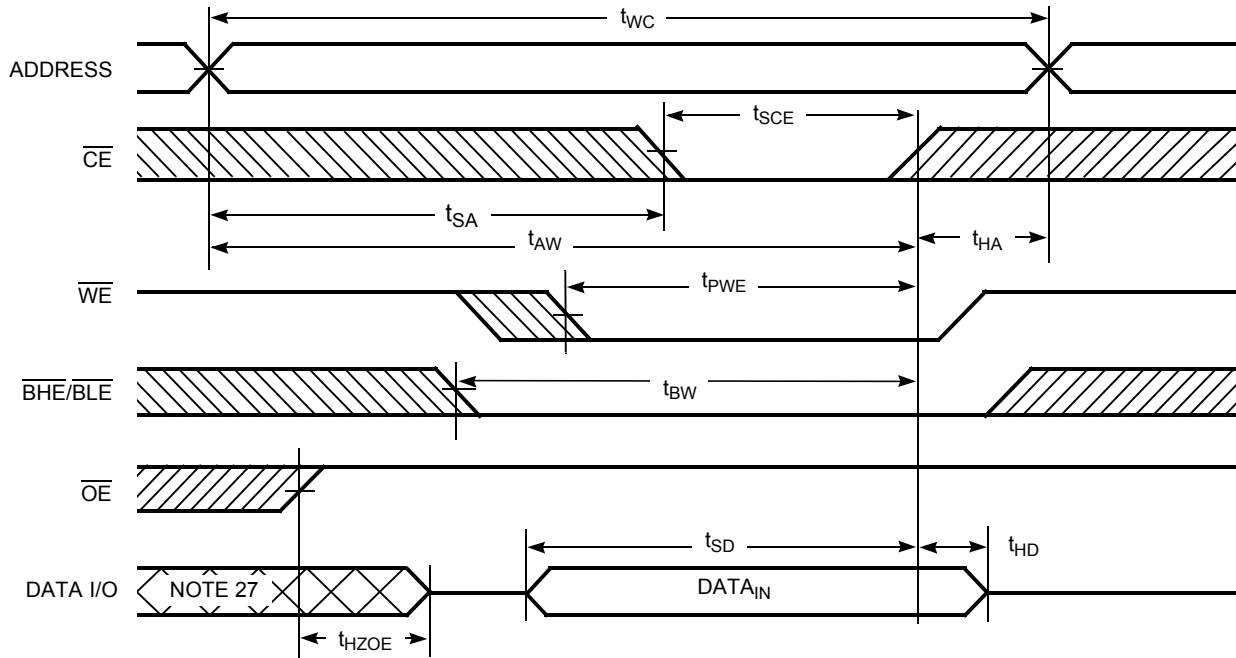 tWC
ADDRESS
tSCE
CE
tSA
tAW
tHA
WE
tPWE
BHE/BLE
tBW
OE
tSD
tHD
DATA I/O
NOTE 27
DATAIN
tHZOE